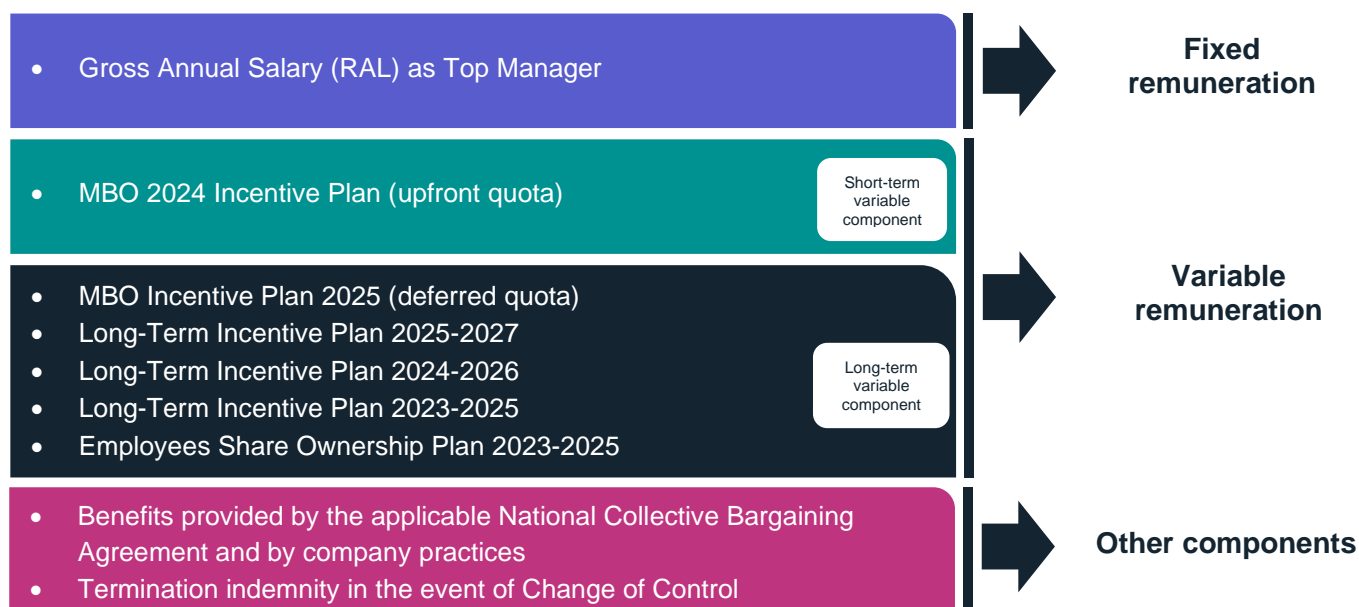 • Gross Annual Salary (RAL) as Top Manager
Fixed
remuneration
• MBO 2024 Incentive Plan (upfront quota)
Short-term
variable
component
• MBO Incentive Plan 2025 (deferred quota)
• Long-Term Incentive Plan 2025-2027
• Long-Term Incentive Plan 2024-2026
• Long-Term Incentive Plan 2023-2025
• Employees Share Ownership Plan 2023-2025
Long-term
variable
component
Variable
remuneration
• Benefits provided by the applicable National Collective Bargaining
Agreement and by company practices
• Termination indemnity in the event of Change of Control
Other components